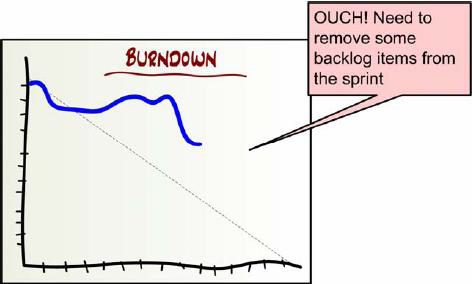 BURNDOWN
OUCH! Need to
remove some
backlog items from
the sprint